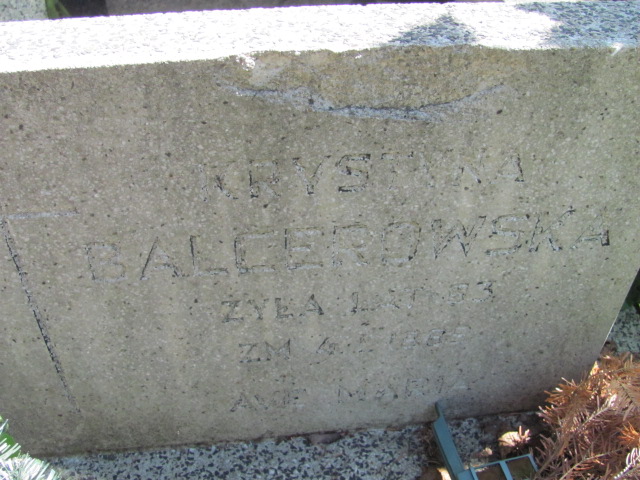 KRYSTYNA
BALCEROWSKA
ŻYŁA
ZM
AVE MARIA